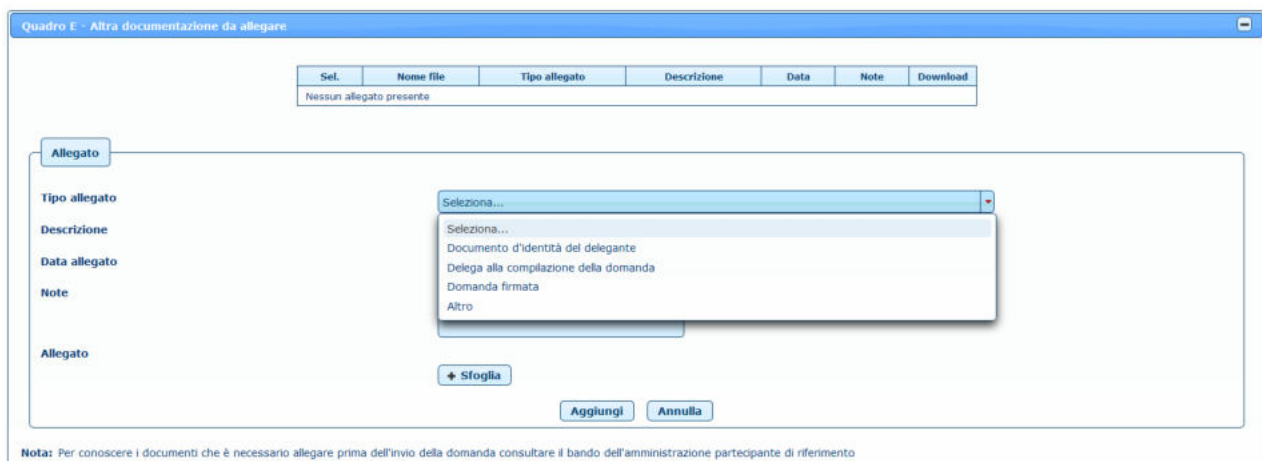 Quadro E - Altra documentazione da allegare
Sel. Nome file Tipo allegato Descrizione Data Note Download
Nessun allegato presente
Allegato
Tipo allegato Seleziona...
Seleziona...
Descrizione
Documento d'identità del delegante
Data allegato
Delega alla compilazione della domanda
Domanda firmata
Note
Altro
Allegato
+ Sfoglia
Aggiungi Annulla
Nota: Per conoscere i documenti che è necessario allegare prima dell'invio della domanda consultare il bando dell'amministrazione partecipante di riferimento